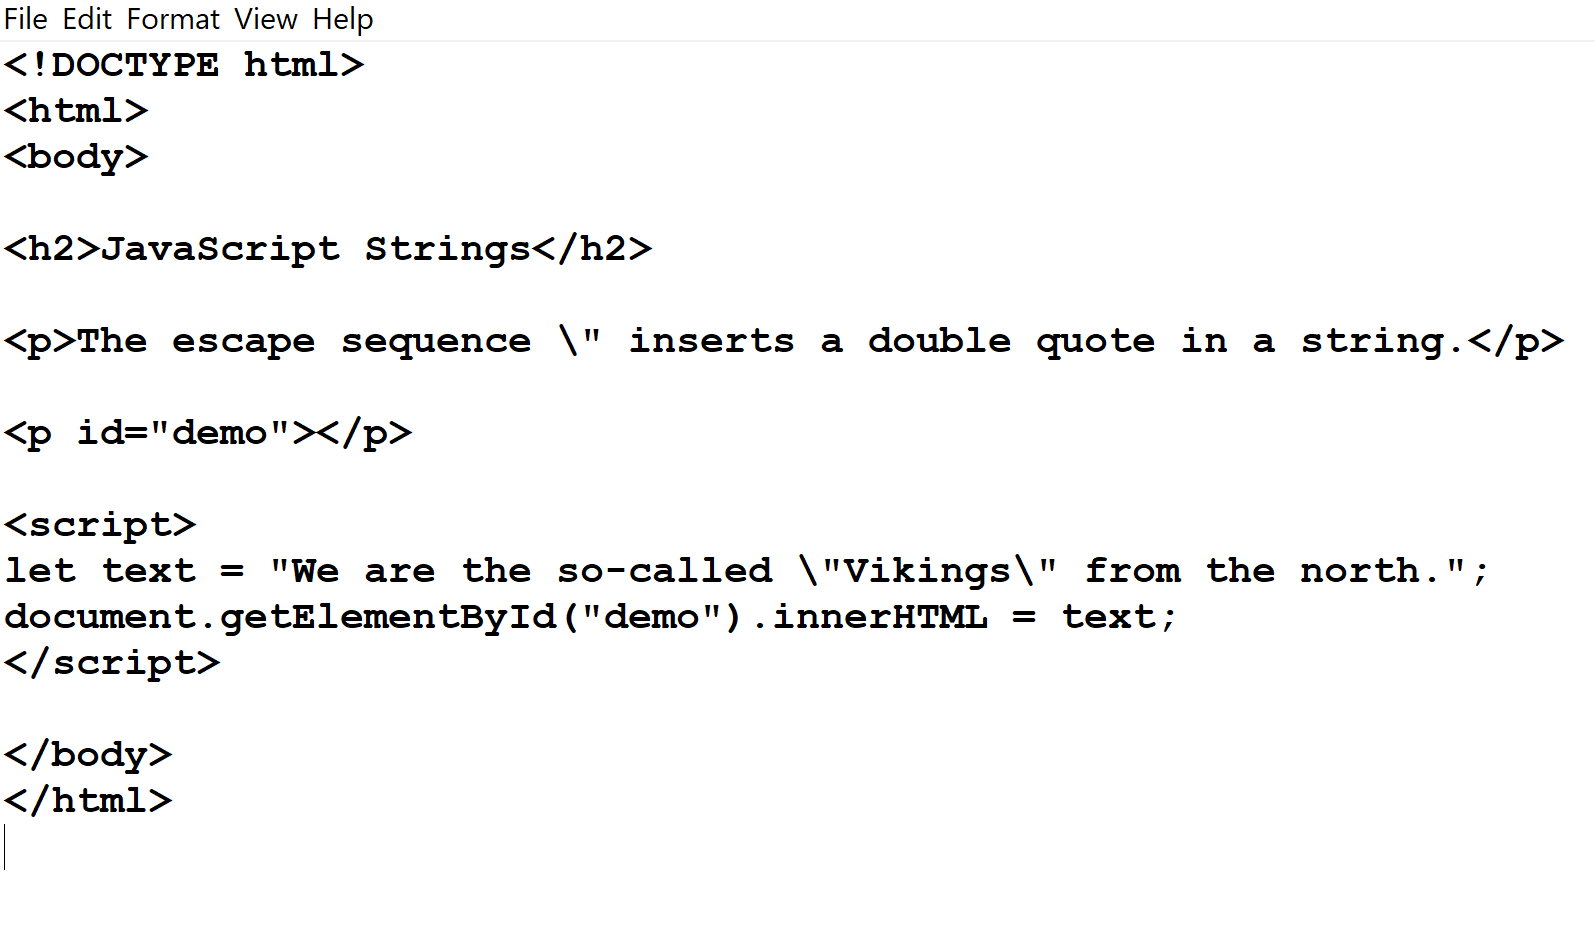 File Edit Format View Help
<!DOCTYPE html>
<html>
<body>
<h2>JavaScript Strings</h2>
<p>The escape sequence \" inserts a double quote in a string.</p>
<p id="demo"></p>
<script>
let text = "We are the so-called \"Vikings\" from the north.";
document.getElementById("demo").innerHTML = text;
</script>
</body>
</html>